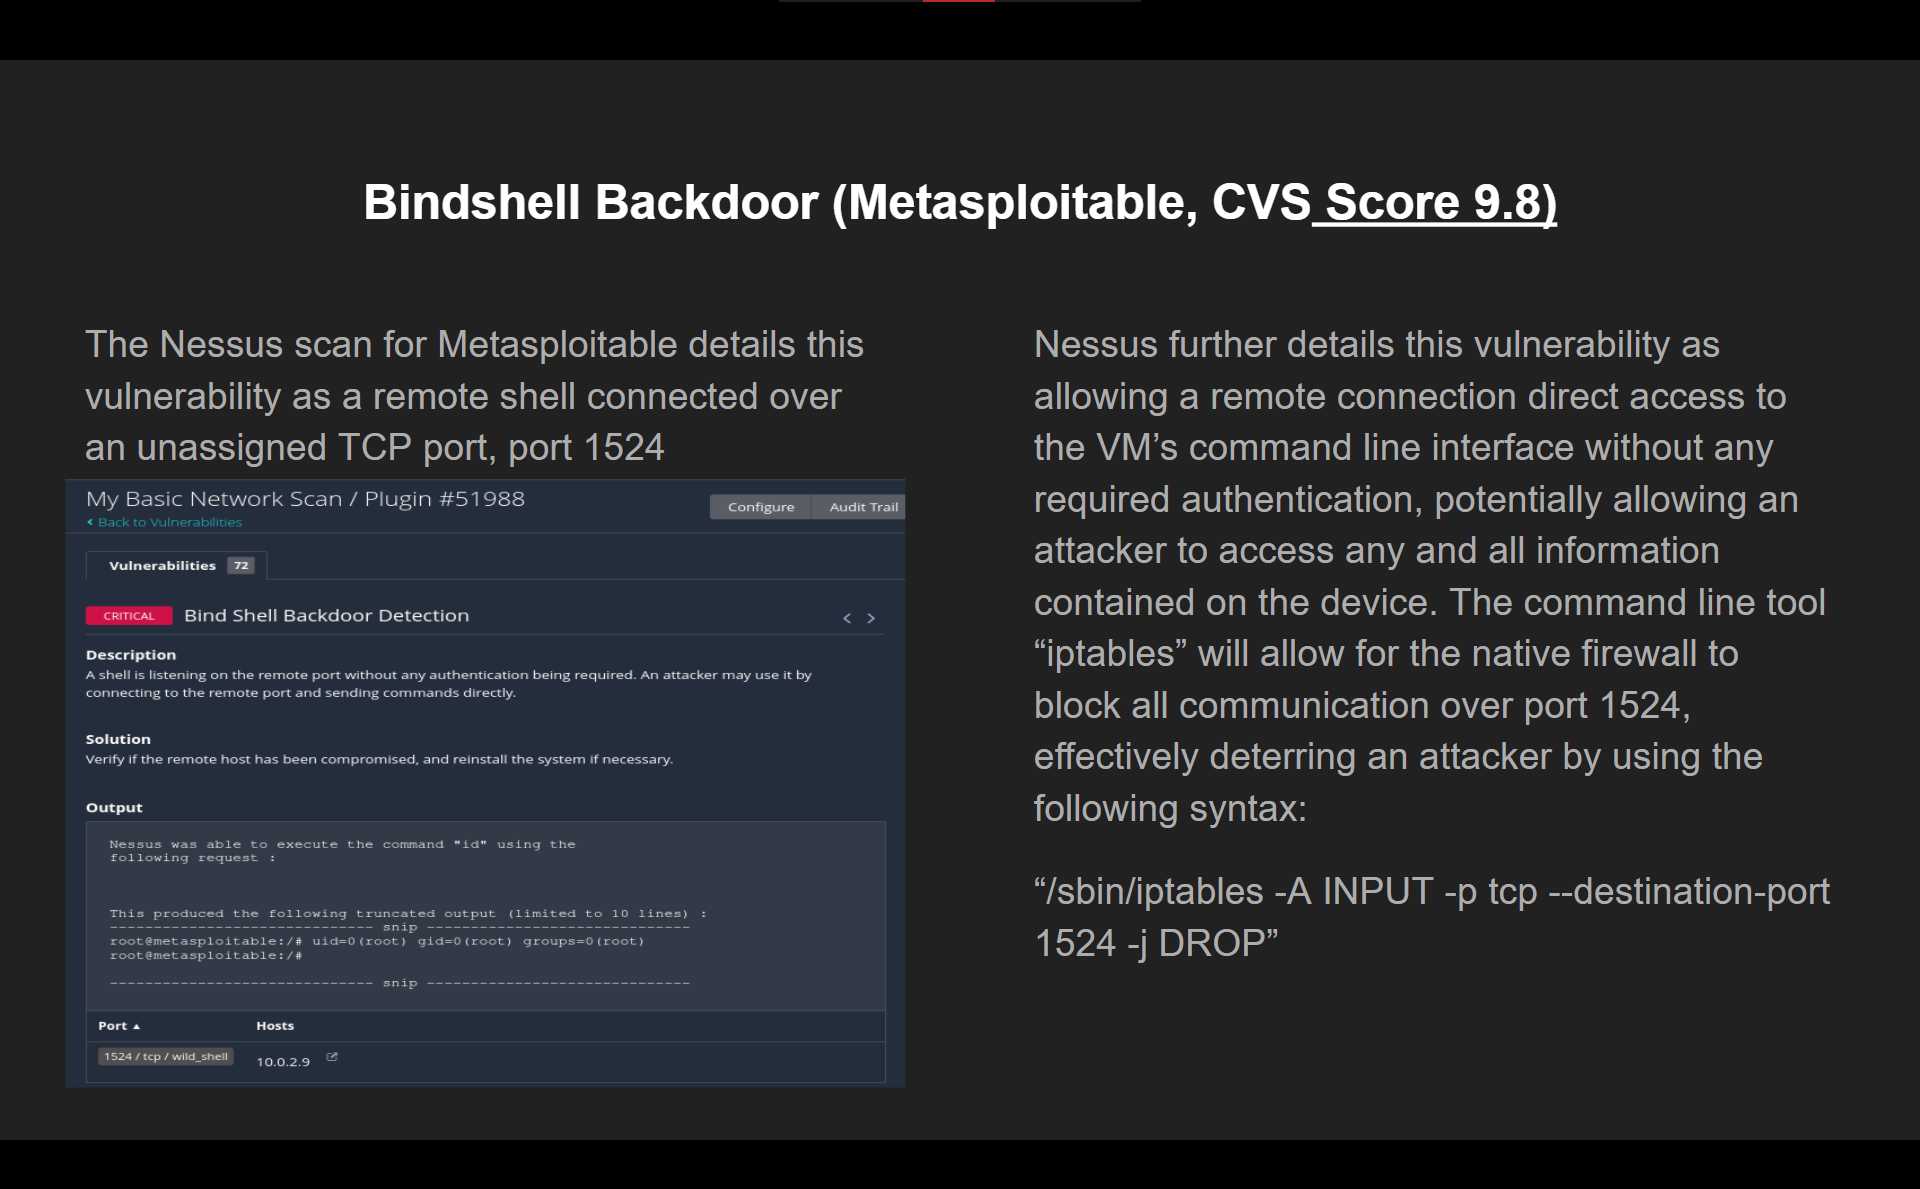 Bindshell Backdoor (Metasploitable, CVS Score 9.8)
The Nessus scan for Metasploitable details this
vulnerability as a remote shell connected over
an unassigned TCP port, port 1524
My Basic Network Scan / Plugin #51988
Configure
Audit Trail
‹ Back to Vulnerabilities
Vulnerabilities 72
CRITICAL Bind Shell Backdoor Detection < >
Description
A shell is listening on the remote port without any authentication being required. An attacker may use it by
connecting to the remote port and sending commands directly.
Solution
Verify if the remote host has been compromised, and reinstall the system if necessary.
Output
Nessus was able to execute the command "id" using the
following request :
This produced the following truncated output (limited to 10 lines) :
------------------------------ snip ------------------------------
root@metasploitable:/# uid=0(root) gid=0(root) groups=0(root)
root@metasploitable:/#
------------------------------ snip ------------------------------
Port ▲ Hosts
1524 / tcp / wild_shell 10.0.2.9
Nessus further details this vulnerability as
allowing a remote connection direct access to
the VM’s command line interface without any
required authentication, potentially allowing an
attacker to access any and all information
contained on the device. The command line tool
“iptables” will allow for the native firewall to
block all communication over port 1524,
effectively deterring an attacker by using the
following syntax:
“/sbin/iptables -A INPUT -p tcp --destination-port
1524 -j DROP”